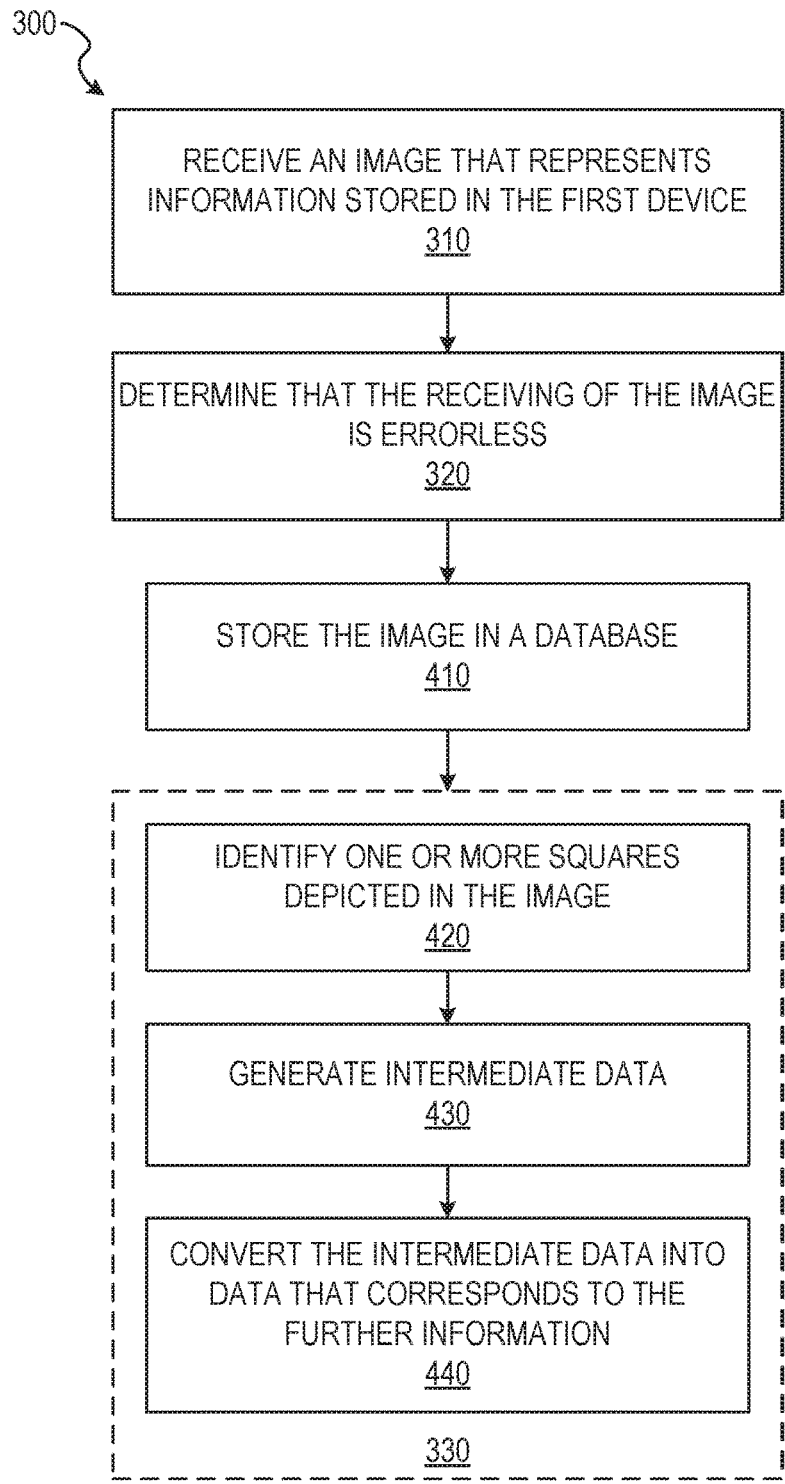 300
RECEIVE AN IMAGE THAT REPRESENTS
INFORMATION STORED IN THE FIRST DEVICE
310
DETERMINE THAT THE RECEIVING OF THE IMAGE
IS ERRORLESS
320
STORE THE IMAGE IN A DATABASE
410
IDENTIFY ONE OR MORE SQUARES
DEPICTED IN THE IMAGE
420
GENERATE INTERMEDIATE DATA
430
CONVERT THE INTERMEDIATE DATA INTO
DATA THAT CORRESPONDS TO THE
FURTHER INFORMATION
440
330